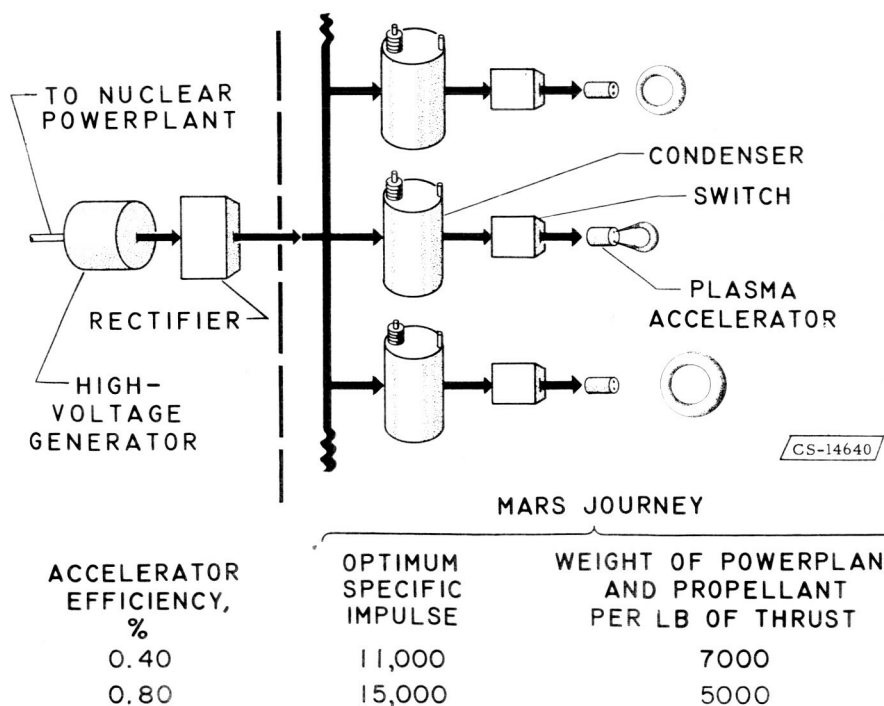 TO NUCLEAR
POWERPLANT
CONDENSER
SWITCH
PLASMA
ACCELERATOR
RECTIFIER
HIGH-
VOLTAGE
GENERATOR
CS-14640
MARS JOURNEY
ACCELERATOR
EFFICIENCY,
%
OPTIMUM
SPECIFIC
IMPULSE
WEIGHT OF POWERPLAN
AND PROPELLANT
PER LB OF THRUST
0.40 11,000 7000
0.80 15,000 5000